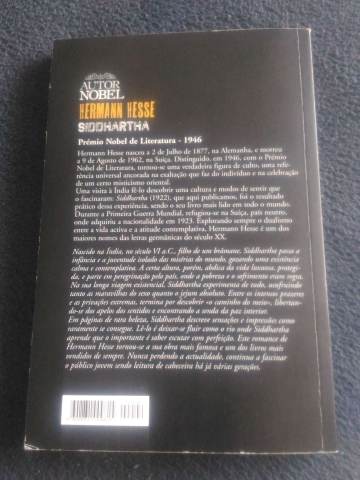 AUTOR
NOBEL
HERMANN HESSE
SIDDHARTHA
Prémio Nobel de Literatura - 1946
Hermann Hesse nasceu a 2 de Julho de 1877, na Alemanha, e morreu
a 9 de Agosto de 1962, na Suíça. Distinguido, em 1946, com o Prémio
Nobel de Literatura, tornou-se uma verdadeira figura de culto, uma refe-
rência universal ancorada na exaltação que faz do indivíduo e na celebração
de um certo misticismo oriental.
Uma visita à Índia fê-lo descobrir uma cultura e modos de sentir que
o fascinaram: Siddhartha (1922), que aqui publicamos, foi o resultado
prático dessa experiência, sendo o seu livro mais lido em todo o mundo.
Durante a Primeira Guerra Mundial, refugiou-se na Suíça, país neutro,
onde adquiriu a nacionalidade em 1923. Explorando sempre o dualismo
entre a vida activa e a atitude contemplativa, Hermann Hesse é um dos
maiores nomes das letras germânicas do século XX.
Nascido na Índia, no século VI a.C., filho de um brâmane, Siddhartha passa a
infância e a juventude isolado das misérias do mundo, gozando uma existência
calma e contemplativa. A certa altura, porém, abdica da vida luxuosa, protegi-
da, e parte em peregrinação pelo país, onde a pobreza e o sofrimento eram regra.
Na sua longa viagem existencial, Siddhartha experimenta de tudo, usufruindo
tanto as maravilhas do sexo quanto o jejum absoluto. Entre os intensos prazeres
e as privações extremas, termina por descobrir «o caminho do meio», libertan-
do-se dos apelos dos sentidos e encontrando a senda da paz interior.
Em páginas de rara beleza, Siddhartha descreve sensações e impressões como
raramente se consegue. Lê-lo é deixar-se fluir como o rio onde Siddhartha
aprende que o importante é saber escutar com perfeição. Este romance de
Hermann Hesse tornou-se a sua obra mais famosa e um dos livros mais
vendidos de sempre. Nunca perdendo a actualidade, continua a fascinar
o público jovem sendo leitura de cabeceira há já várias gerações.